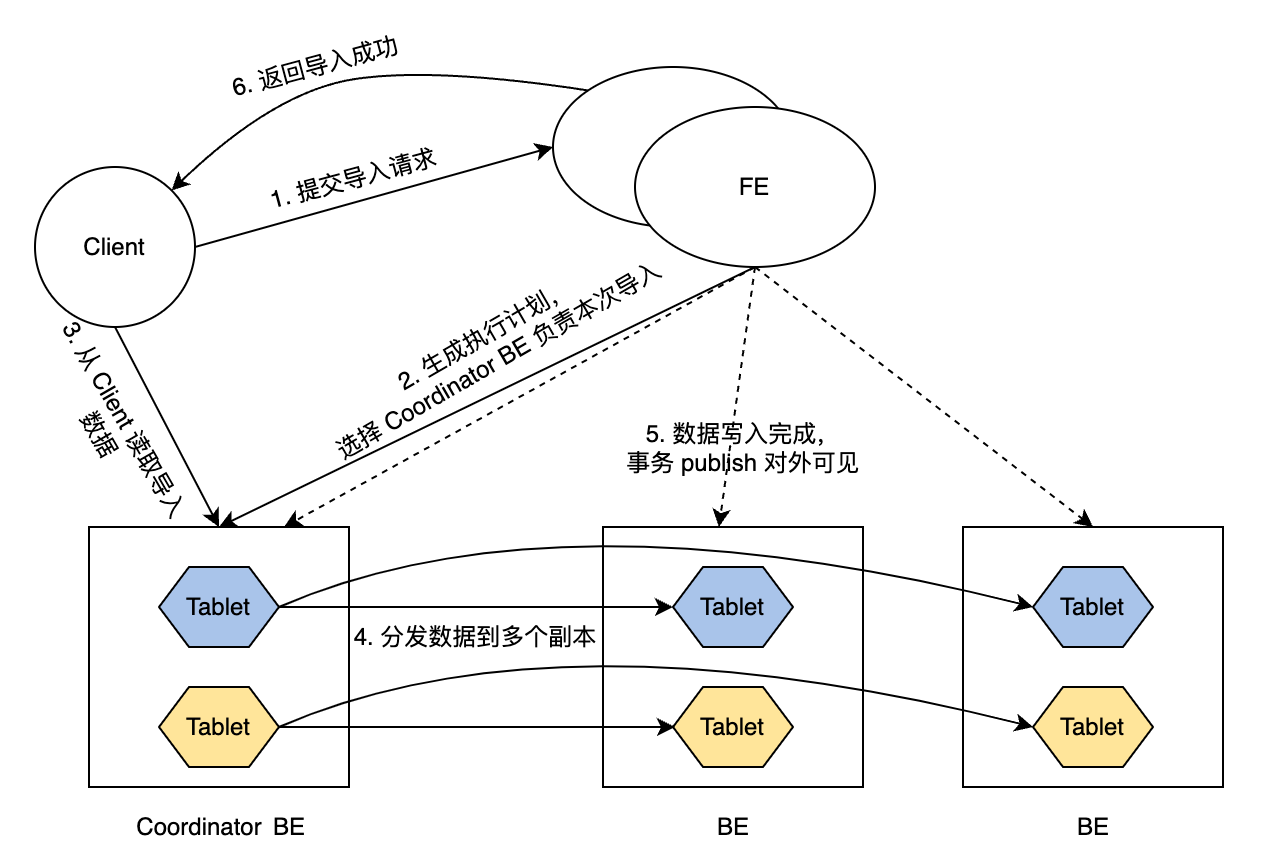 6. 返回导入成功
1. 提交导入请求
FE
Client
2. 生成执行计划，
选择 Coordinator BE 负责本次导入
3. 从 Client 读取导入
数据
5. 数据写入完成，
事务 publish 对外可见
Tablet
Tablet
Tablet
4. 分发数据到多个副本
Tablet
Tablet
Tablet
Coordinator BE
BE
BE